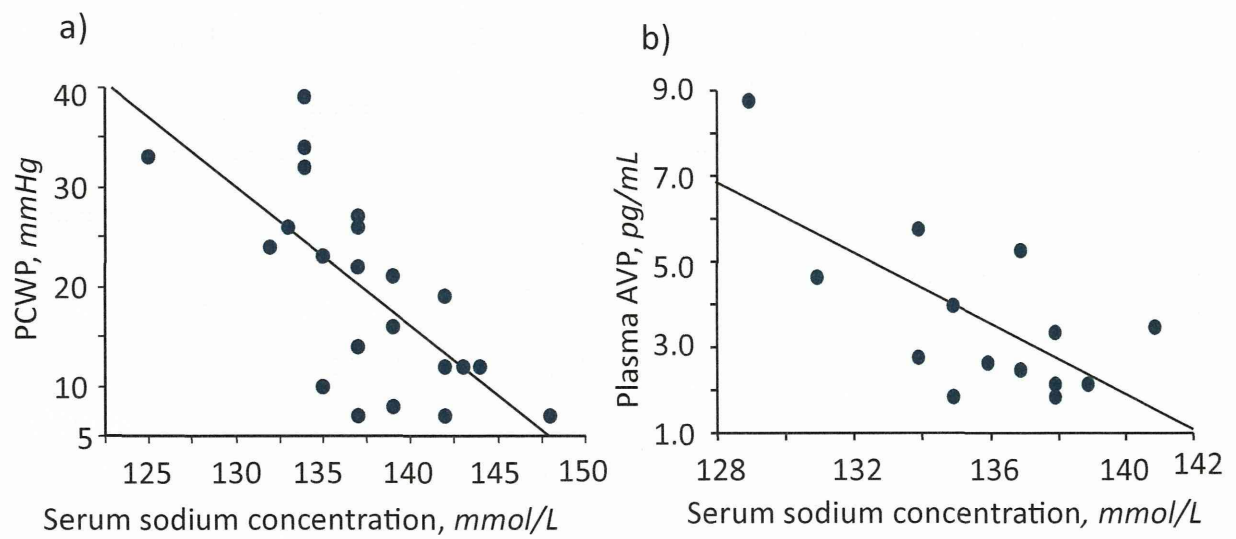 a)
PCWP, mmHg
40
30
20
10
5
125 130 135 140 145 150
Serum sodium concentration, mmol/L
b)
Plasma AVP, pg/mL
9.0
7.0
5.0
3.0
1.0
128 132 136 140 142
Serum sodium concentration, mmol/L